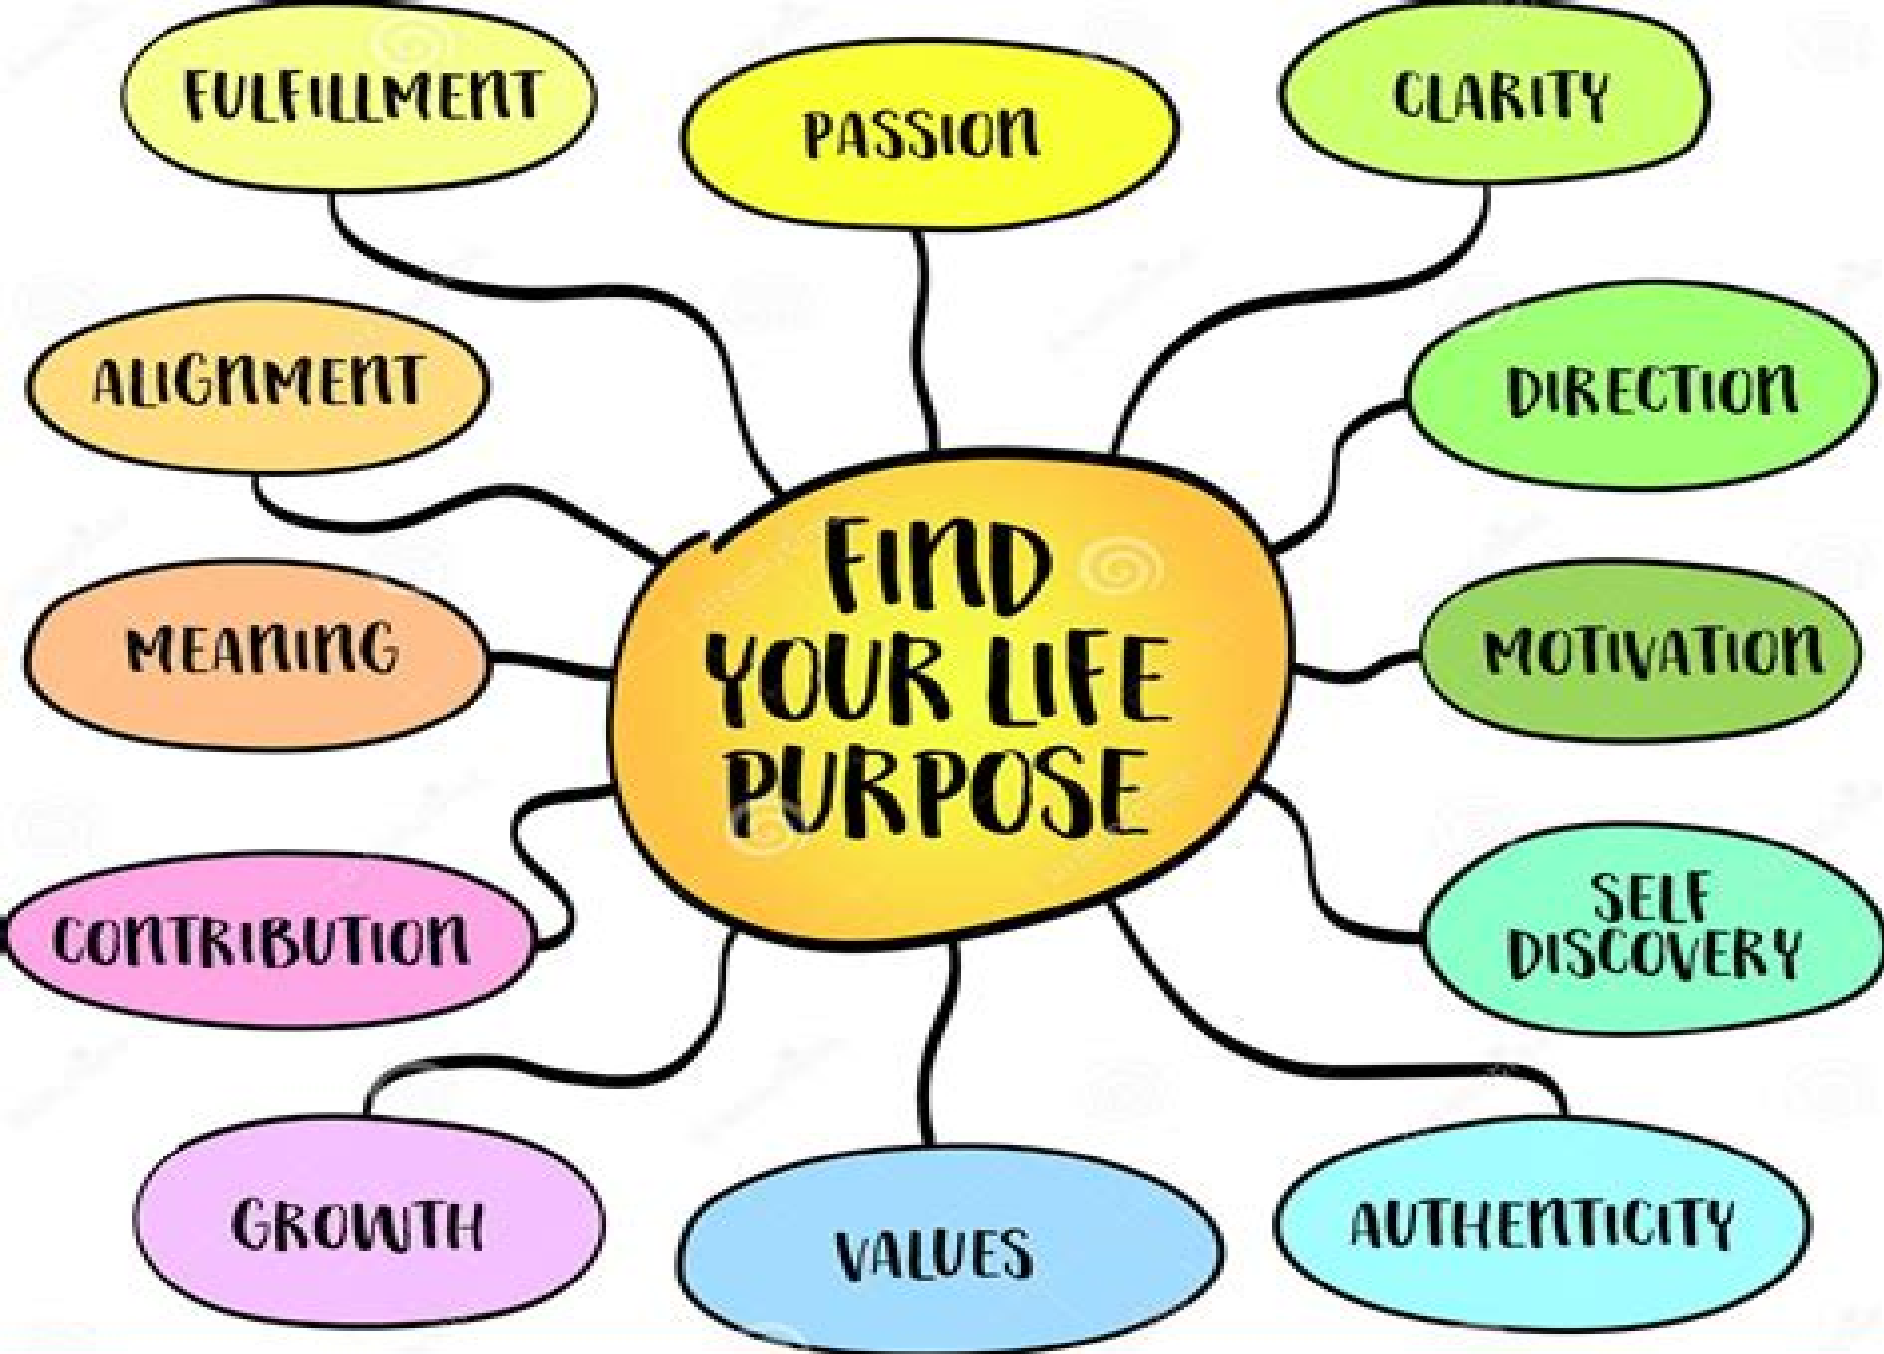 FULFILLMENT
PASSION
CLARITY
ALIGNMENT
DIRECTION
FIND
YOUR LIFE
PURPOSE
MEANING
MOTIVATION
CONTRIBUTION
SELF
DISCOVERY
GROWTH
VALUES
AUTHENTICITY